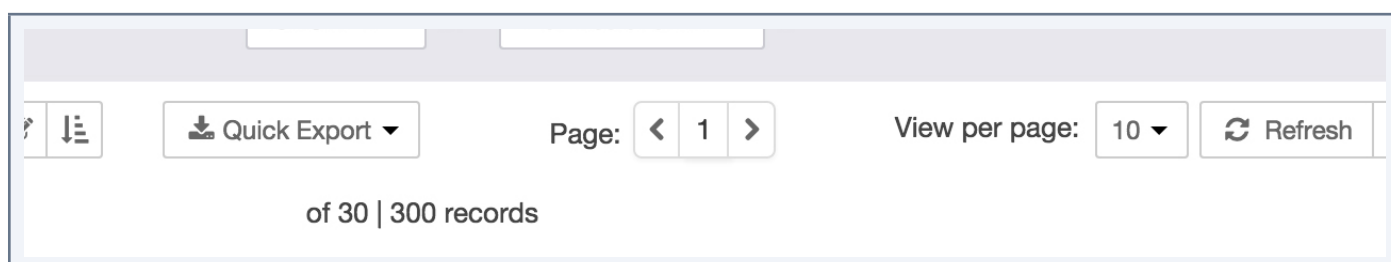 Quick Export
Page: 1
View per page: 10
Refresh
of 30 | 300 records